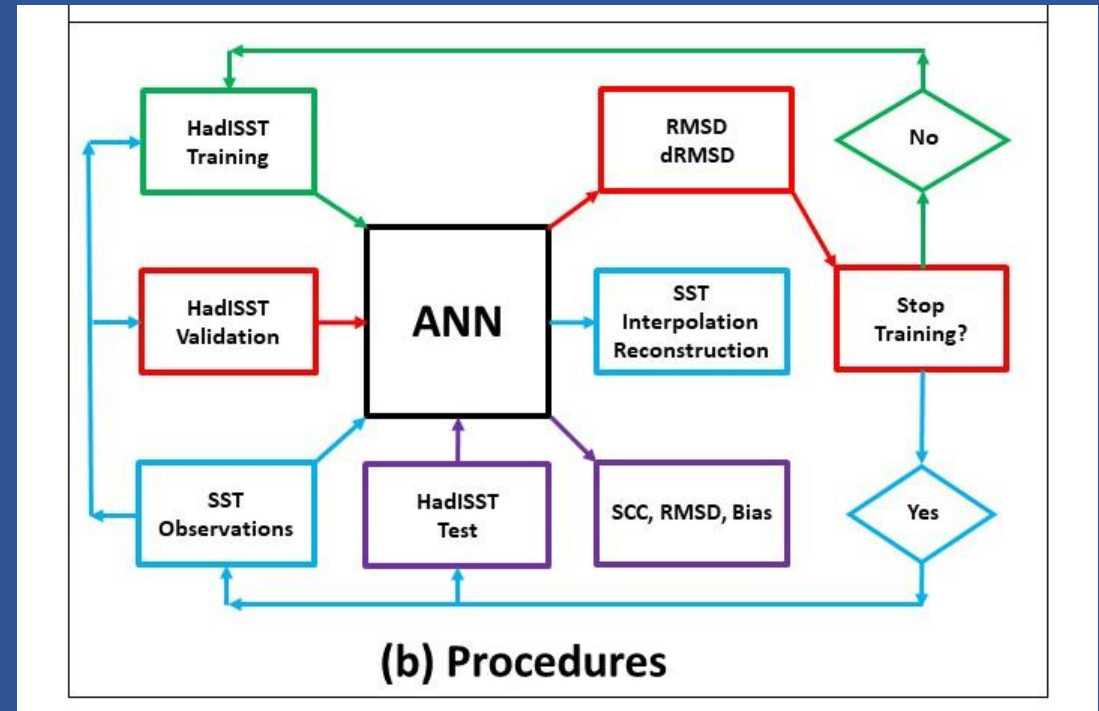 HadISST
Training
RMSD
dRMSD
No
HadISST
Validation
ANN
SST
Interpolation
Reconstruction
Stop
Training?
SST
Observations
HadISST
Test
SCC, RMSD, Bias
Yes
(b) Procedures